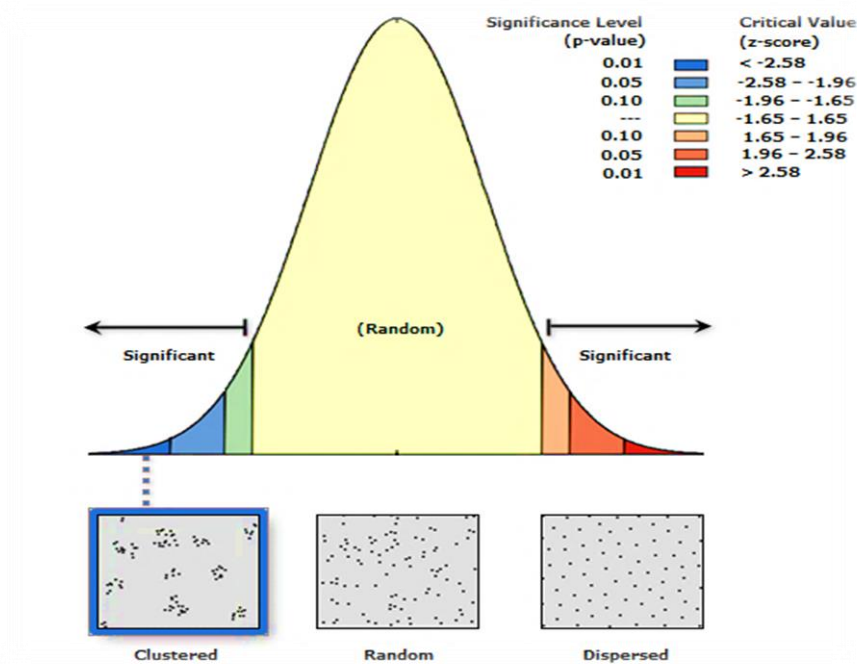 Significance Level Critical Value
(p-value) (z-score)
0.01 < -2.58
0.05 -2.58 - -1.96
0.10 -1.96 - -1.65
--- -1.65 - 1.65
0.10 1.65 - 1.96
0.05 1.96 - 2.58
0.01 > 2.58
(Random)
Significant Significant
Clustered Random Dispersed